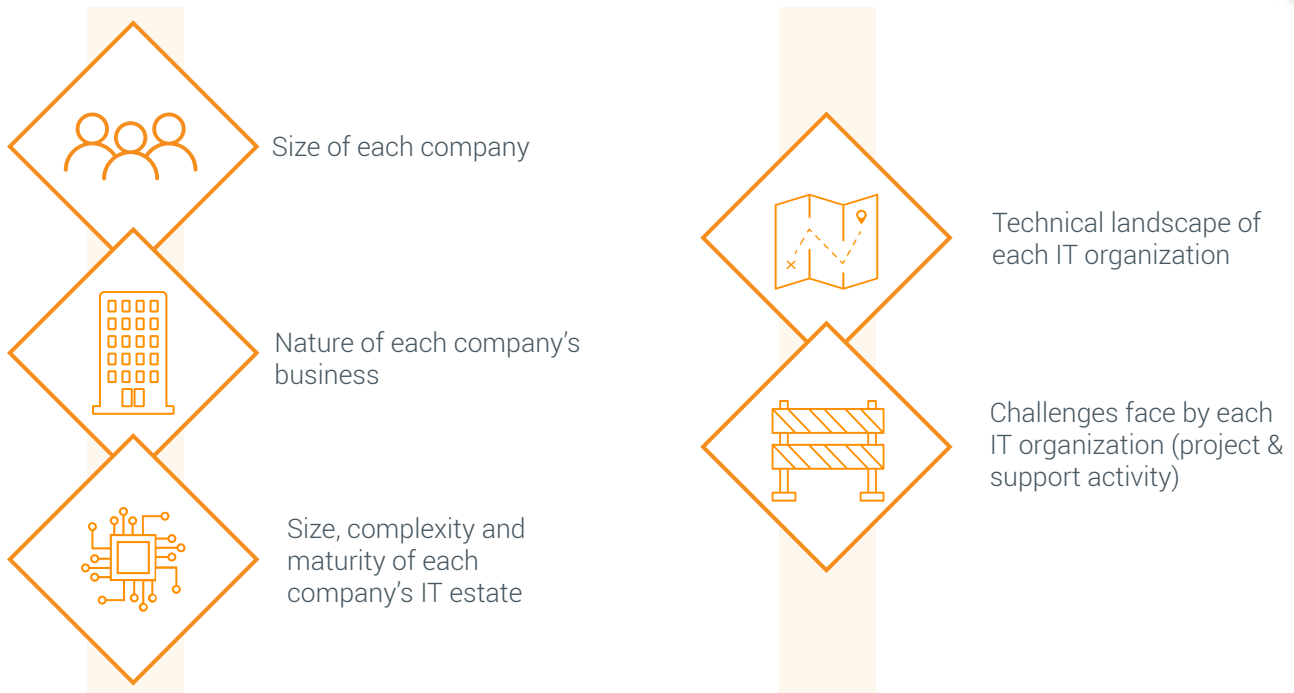 Size of each company
Nature of each company’s
business
Size, complexity and
maturity of each
company’s IT estate
Technical landscape of
each IT organization
Challenges face by each
IT organization (project &
support activity)